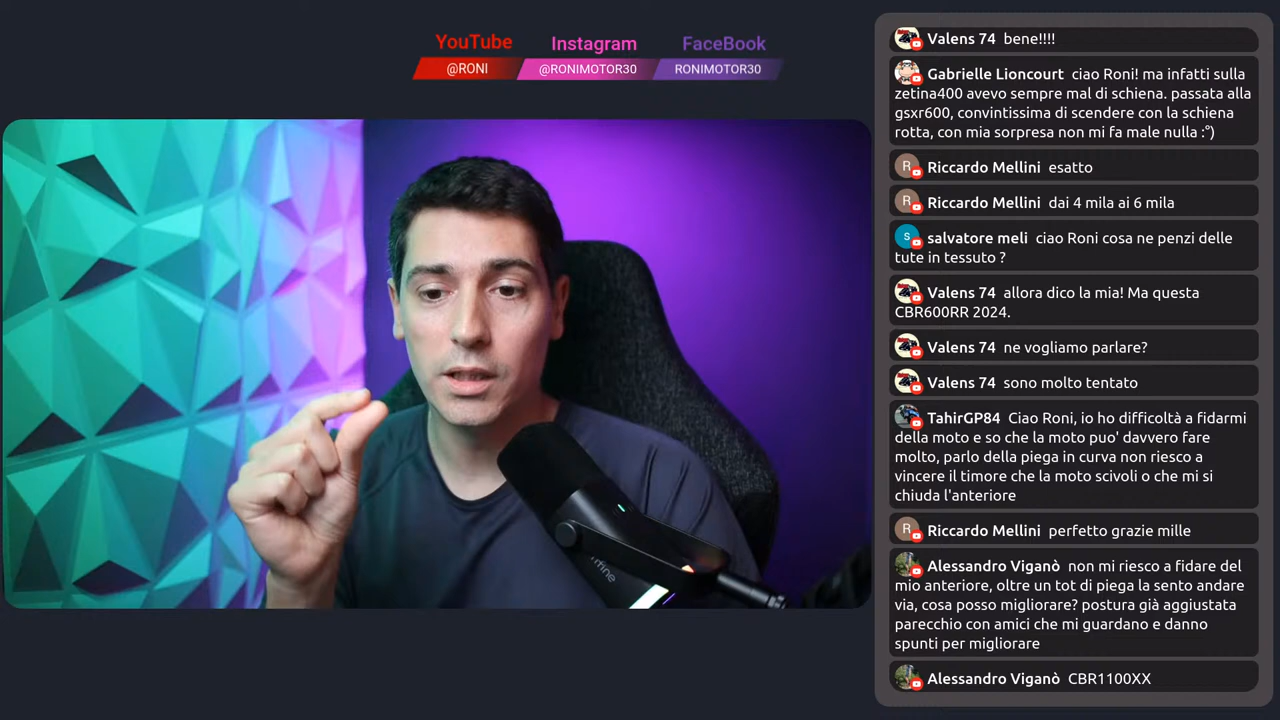 YouTube Instagram FaceBook
@RONI @RONIMOTOR30 RONIMOTOR30
Valens 74 bene!!!!
Gabrielle Lioncourt ciao Roni! ma infatti sulla
zetina400 avevo sempre mal di schiena. passata alla
gsxr600, convintissima di scendere con la schiena
rotta, con mia sorpresa non mi fa male nulla :°)
R Riccardo Mellini esatto
R Riccardo Mellini dai 4 mila ai 6 mila
s salvatore meli ciao Roni cosa ne penzi delle
tute in tessuto ?
Valens 74 allora dico la mia! Ma questa
CBR600RR 2024.
Valens 74 ne vogliamo parlare?
Valens 74 sono molto tentato
TahirGP84 Ciao Roni, io ho difficoltà a fidarmi
della moto e so che la moto puo' davvero fare
molto, parlo della piega in curva non riesco a
vincere il timore che la moto scivoli o che mi si
chiuda l'anteriore
R Riccardo Mellini perfetto grazie mille
Alessandro Viganò non mi riesco a fidare del
mio anteriore, oltre un tot di piega la sento andare
via, cosa posso migliorare? postura già aggiustata
parecchio con amici che mi guardano e danno
spunti per migliorare
Alessandro Viganò CBR1100XX